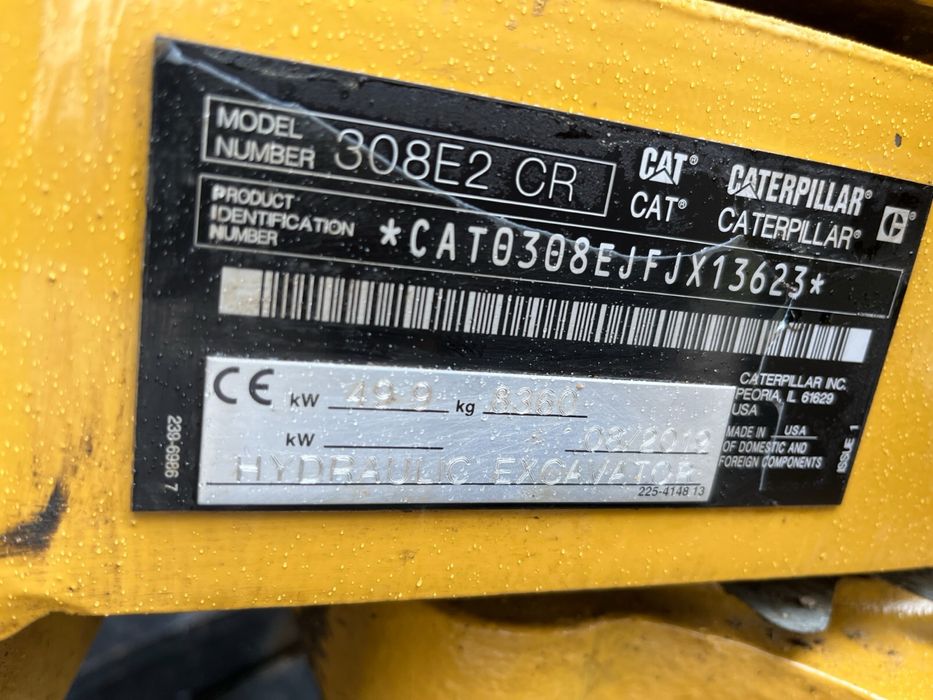 MODEL NUMBER 308E2 CR
CAT® CATERPILLAR®
CAT® CATERPILLAR®
PRODUCT IDENTIFICATION NUMBER *CAT0308EJFJX13623*
CE kW 49.9 kg 8360
kW 08/2019
HYDRAULIC EXCAVATOR
225-4148 13
CATERPILLAR INC.
PEORIA, IL 61629
USA
MADE IN USA
OF DOMESTIC AND
FOREIGN COMPONENTS
ISSUE 1
239-6986 7